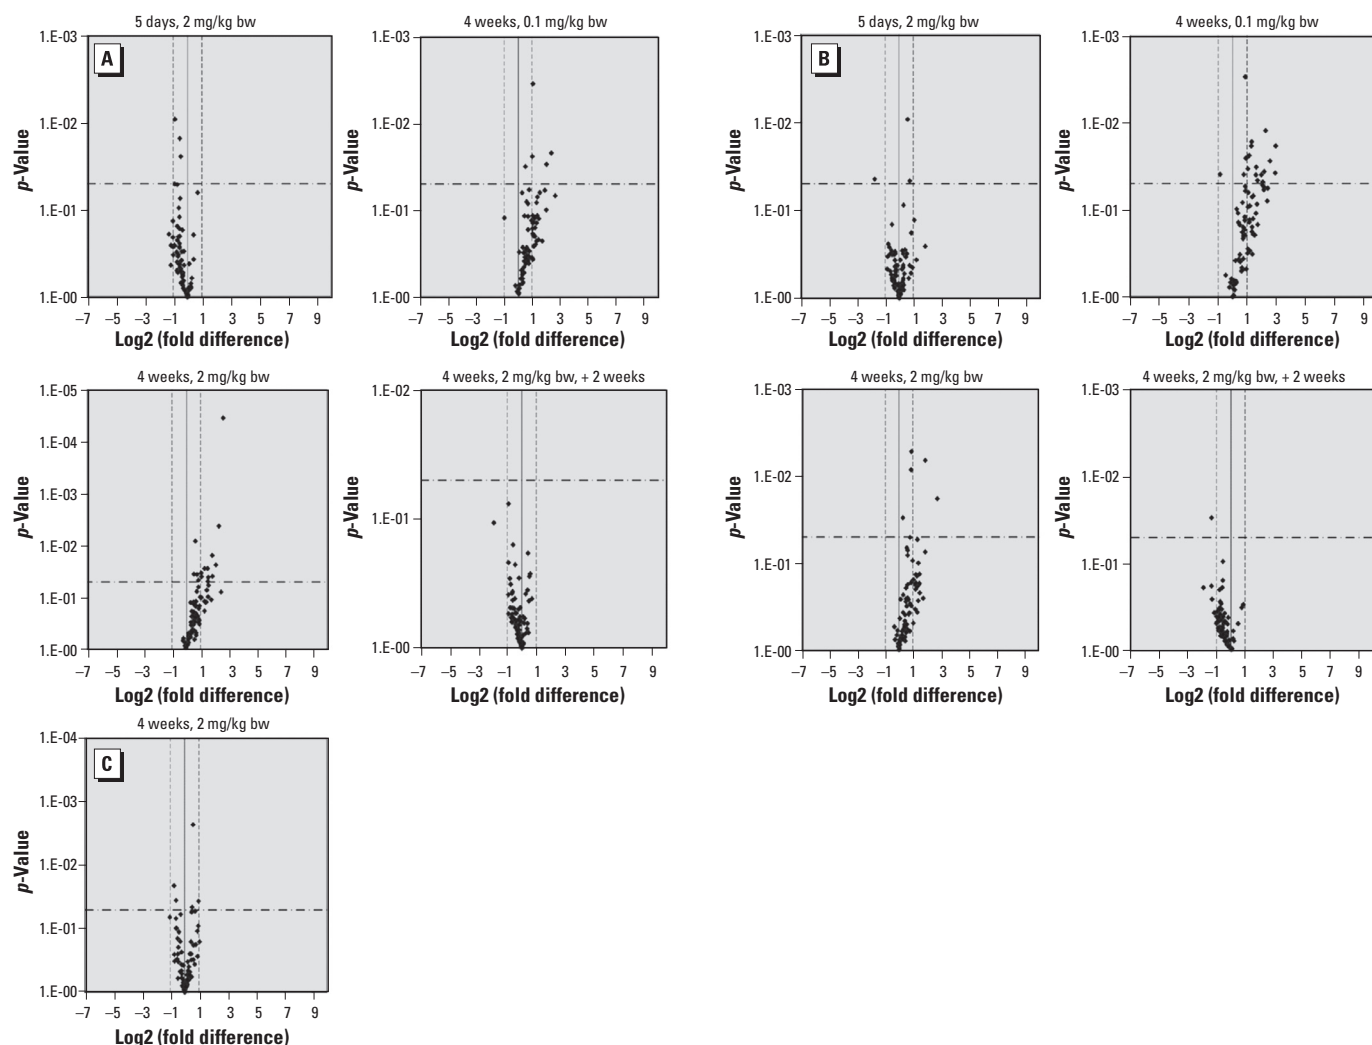 5 days, 2 mg/kg bw
1.E-03
1.E-02
1.E-01
1.E-00
p-Value
A
–7 –5 –3 –1 1 3 5 7 9
Log2 (fold difference)
4 weeks, 0.1 mg/kg bw
1.E-03
1.E-02
1.E-01
1.E-00
p-Value
–7 –5 –3 –1 1 3 5 7 9
Log2 (fold difference)
5 days, 2 mg/kg bw
1.E-03
1.E-02
1.E-01
1.E-00
p-Value
B
–7 –5 –3 –1 1 3 5 7 9
Log2 (fold difference)
4 weeks, 0.1 mg/kg bw
1.E-03
1.E-02
1.E-01
1.E-00
p-Value
–7 –5 –3 –1 1 3 5 7 9
Log2 (fold difference)
4 weeks, 2 mg/kg bw
1.E-05
1.E-04
1.E-03
1.E-02
1.E-01
1.E-00
p-Value
–7 –5 –3 –1 1 3 5 7 9
Log2 (fold difference)
4 weeks, 2 mg/kg bw, + 2 weeks
1.E-02
1.E-01
1.E-00
p-Value
–7 –5 –3 –1 1 3 5 7 9
Log2 (fold difference)
4 weeks, 2 mg/kg bw
1.E-03
1.E-02
1.E-01
1.E-00
p-Value
–7 –5 –3 –1 1 3 5 7 9
Log2 (fold difference)
4 weeks, 2 mg/kg bw, + 2 weeks
1.E-03
1.E-02
1.E-01
1.E-00
p-Value
–7 –5 –3 –1 1 3 5 7 9
Log2 (fold difference)
4 weeks, 2 mg/kg bw
1.E-04
1.E-03
1.E-02
1.E-01
1.E-00
p-Value
C
–7 –5 –3 –1 1 3 5 7 9
Log2 (fold difference)